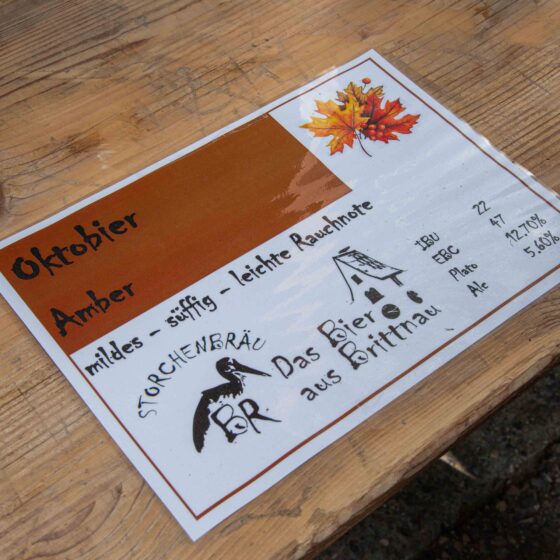 Oktobier
Amber
mildes – süffig – leichte Rauchnote
STORCHENBRÄU
BR
Das Bier
aus Brittnau
IBU 22
EBC 47
Plato 12.70%
Alc 5.60%